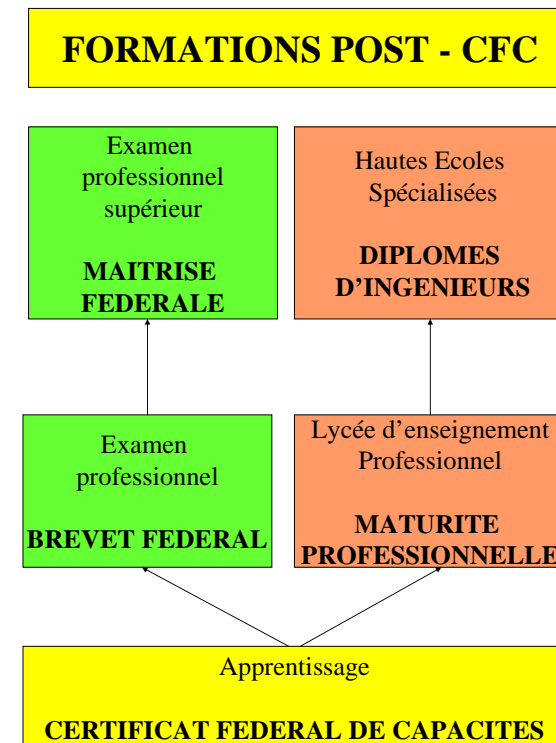 FORMATIONS POST - CFC
Examen
professionnel
supérieur
MAITRISE
FEDERALE
Hautes Ecoles
Spécialisées
DIPLOMES
D’INGENIEURS
Examen
professionnel
BREVET FEDERAL
Lycée d’enseignement
Professionnel
MATURITE
PROFESSIONNELLE
Apprentissage
CERTIFICAT FEDERAL DE CAPACITES